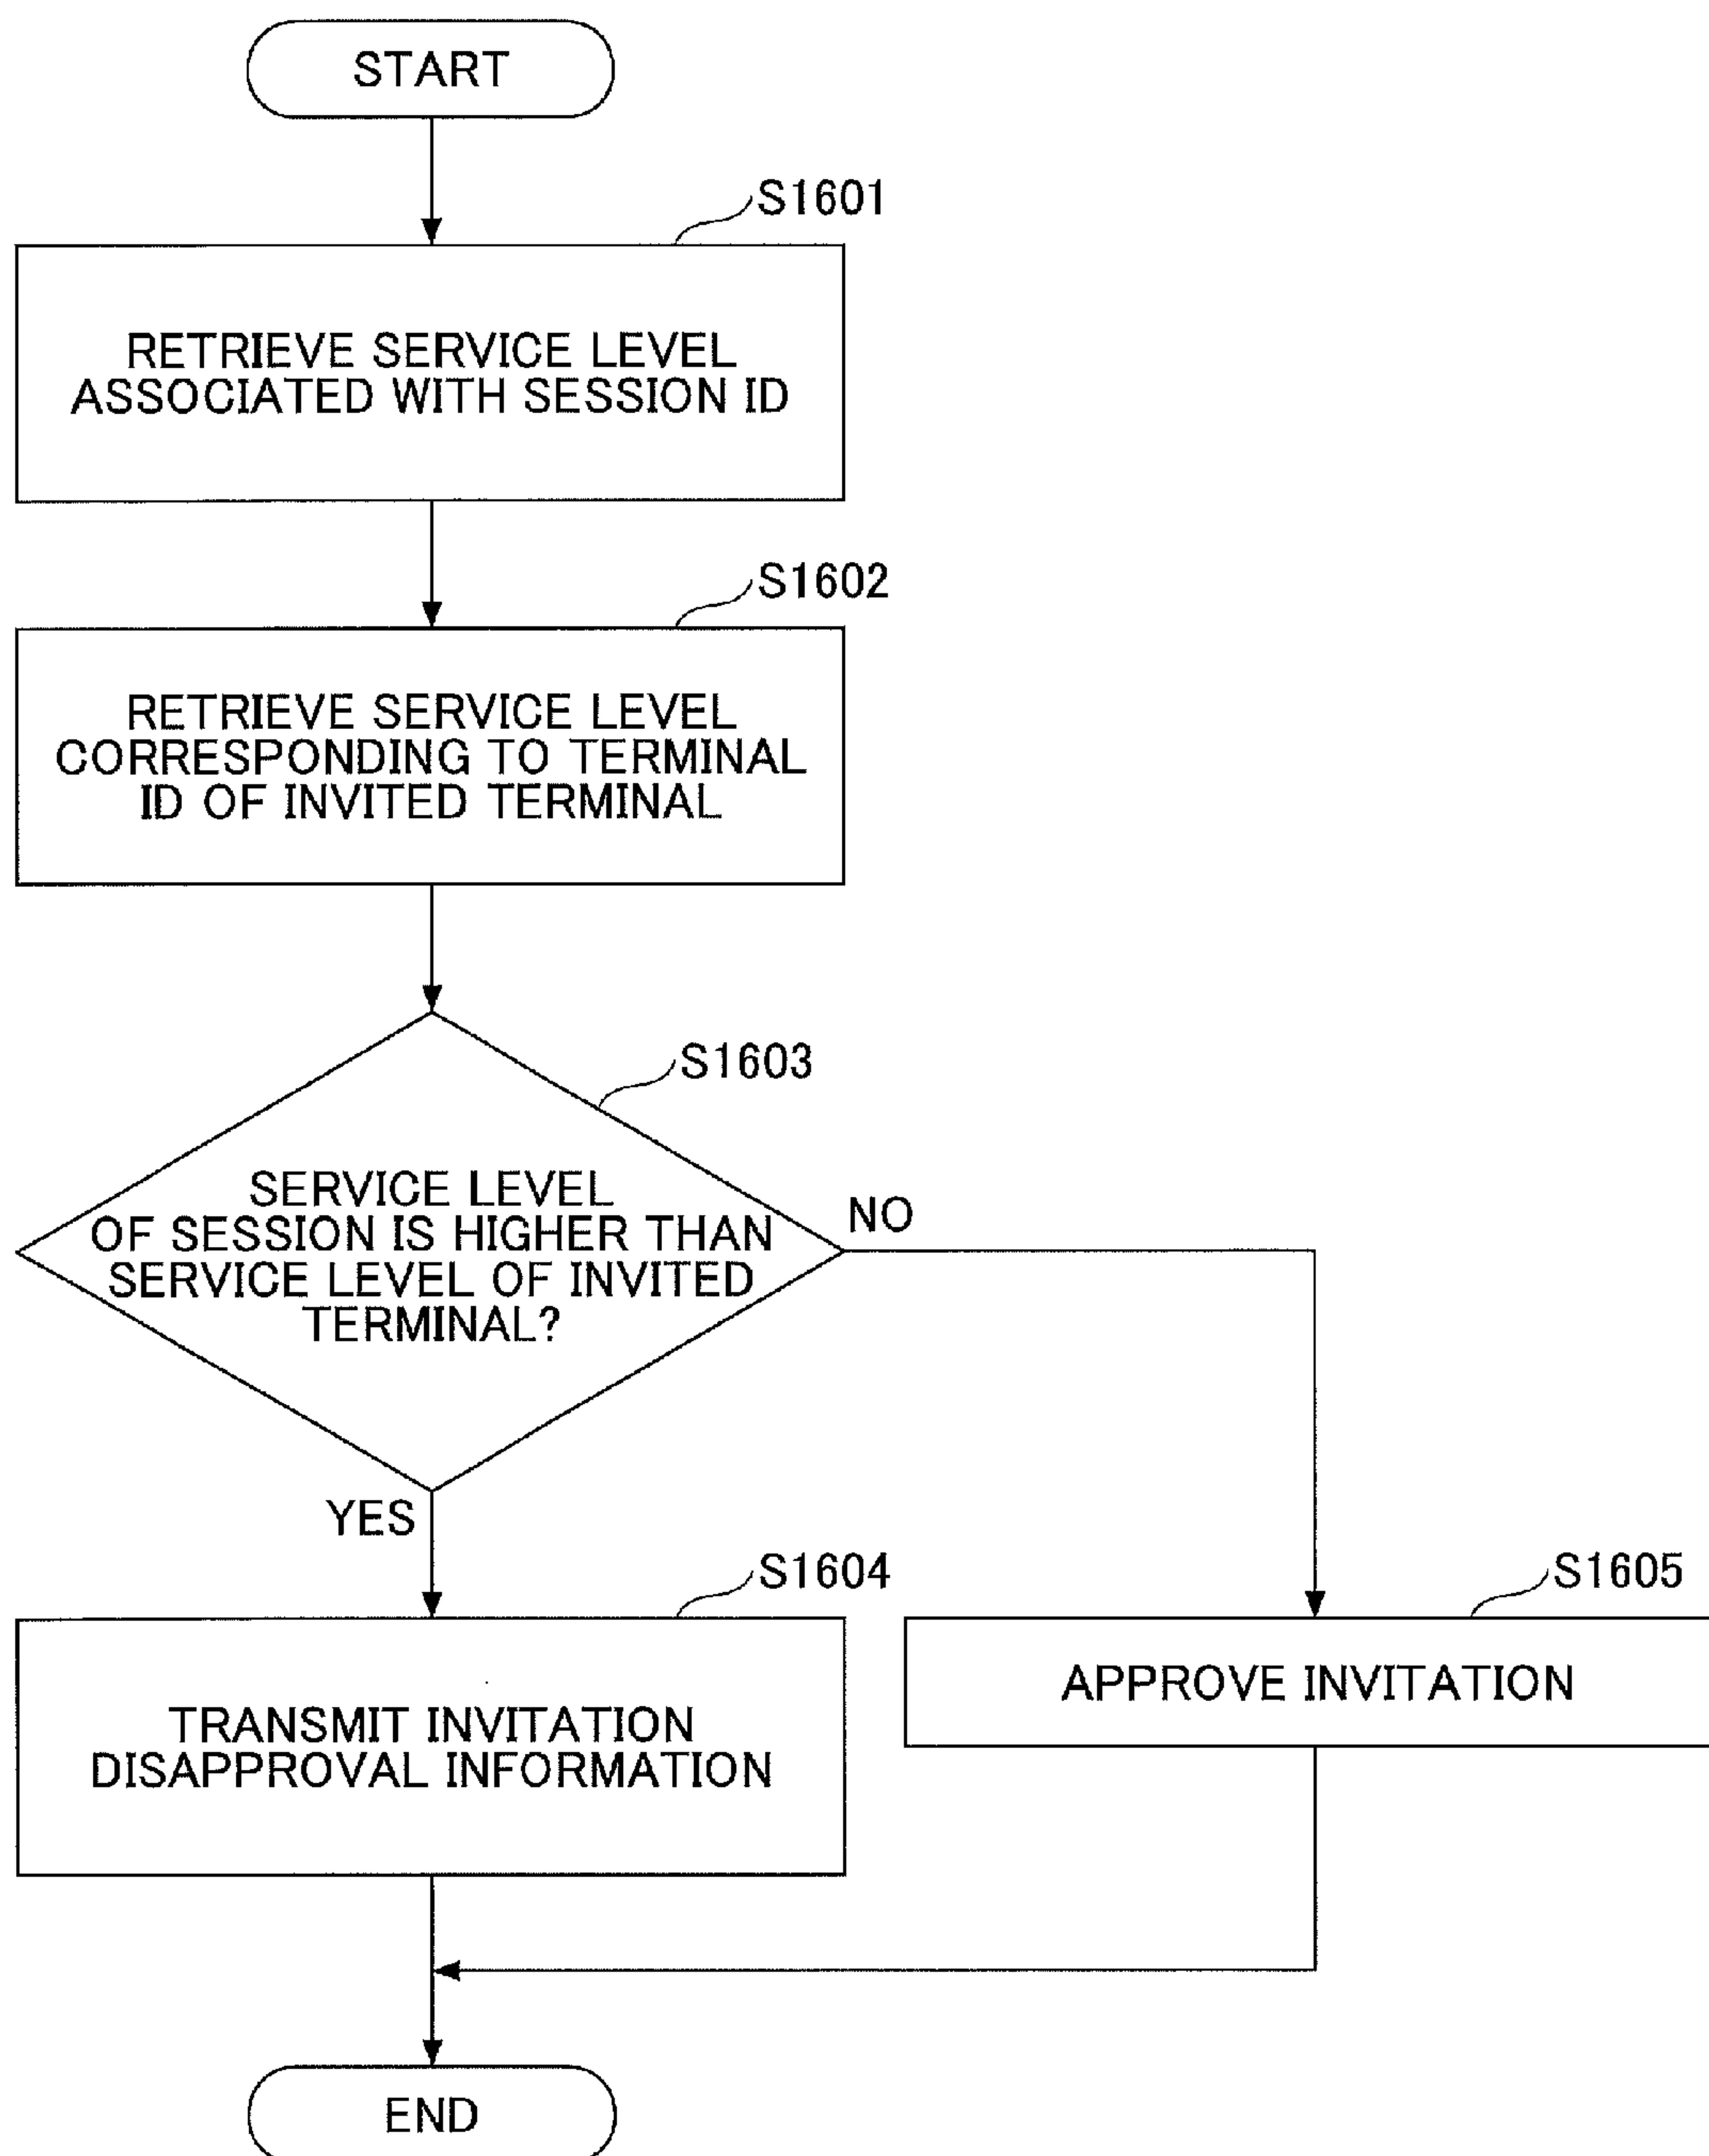 START
S1601
RETRIEVE SERVICE LEVEL
ASSOCIATED WITH SESSION ID
S1602
RETRIEVE SERVICE LEVEL
CORRESPONDING TO TERMINAL
ID OF INVITED TERMINAL
S1603
SERVICE LEVEL
OF SESSION IS HIGHER THAN
SERVICE LEVEL OF INVITED
TERMINAL?
NO
YES
S1604
TRANSMIT INVITATION
DISAPPROVAL INFORMATION
S1605
APPROVE INVITATION
END